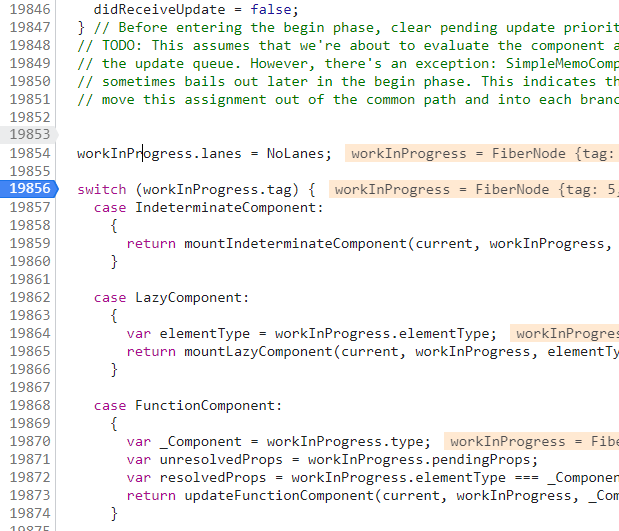 19846 didReceiveUpdate = false;
19847 } // Before entering the begin phase, clear pending update priorit
19848 // TODO: This assumes that we're about to evaluate the component a
19849 // the update queue. However, there's an exception: SimpleMemoComp
19850 // sometimes bails out later in the begin phase. This indicates th
19851 // move this assignment out of the common path and into each branc
19852
19853
19854 workInProgress.lanes = NoLanes; workInProgress = FiberNode {tag:
19855
19856 switch (workInProgress.tag) { workInProgress = FiberNode {tag: 5,
19857 case IndeterminateComponent:
19858 {
19859 return mountIndeterminateComponent(current, workInProgress,
19860 }
19861
19862 case LazyComponent:
19863 {
19864 var elementType = workInProgress.elementType; workInProgres
19865 return mountLazyComponent(current, workInProgress, elementTy
19866 }
19867
19868 case FunctionComponent:
19869 {
19870 var _Component = workInProgress.type; workInProgress = Fibe
19871 var unresolvedProps = workInProgress.pendingProps;
19872 var resolvedProps = workInProgress.elementType === _Componen
19873 return updateFunctionComponent(current, workInProgress, _Com
19874 }
19875